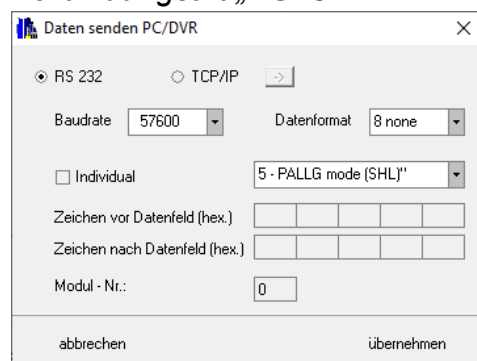 Daten senden PC/DVR
RS 232 TCP/IP ->
Baudrate 57600 Datenformat 8 none
Individual 5 - PALLG mode (SHL)"
Zeichen vor Datenfeld (hex.)
Zeichen nach Datenfeld (hex.)
Modul - Nr.: 0
abbrechen übernehmen